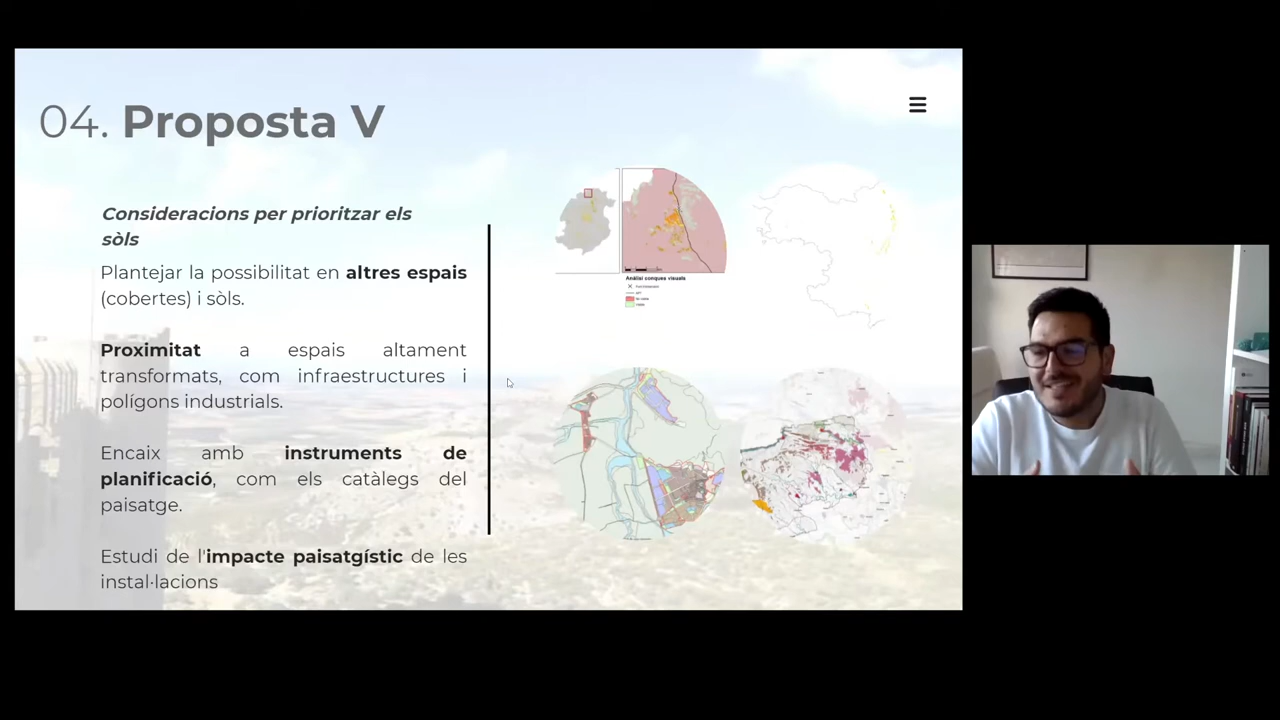 04. Proposta V
Consideracions per prioritzar els
sòls
Plantejar la possibilitat en altres espais
(cobertes) i sòls.
Proximitat a espais altament
transformats, com infraestructures i
polígons industrials.
Encaix amb instruments de
planificació, com els catàlegs del
paisatge.
Estudi de l'impacte paisatgístic de les
instal·lacions
Anàlisi conques visuals